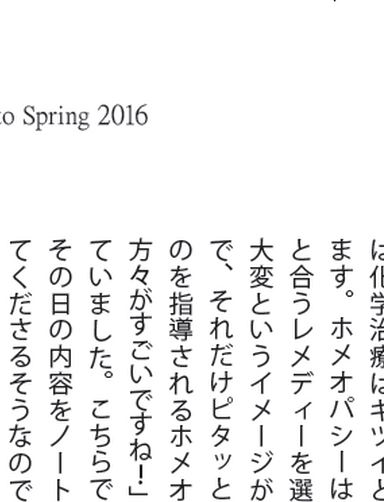 to Spring 2016
は化学治療はキツイと
ます。ホメオパシーは
と合うレメディーを選
大変というイメージが
で、それだけピタッと
のを指導されるホメオ
方々がすごいですね！」
ていました。こちらで
その日の内容をノート
てくださるそうなので